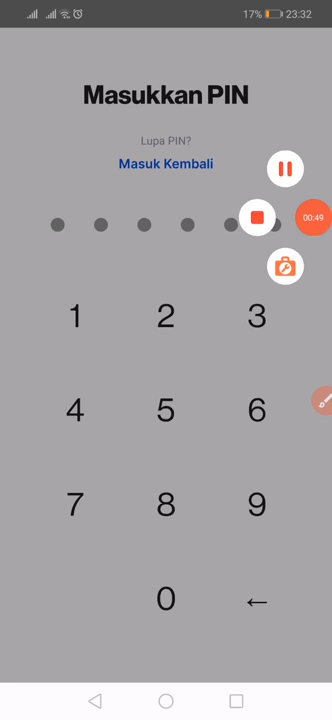 17% 23:32
Masukkan PIN
Lupa PIN?
Masuk Kembali
00:49
1 2 3
4 5 6
7 8 9
0 ←